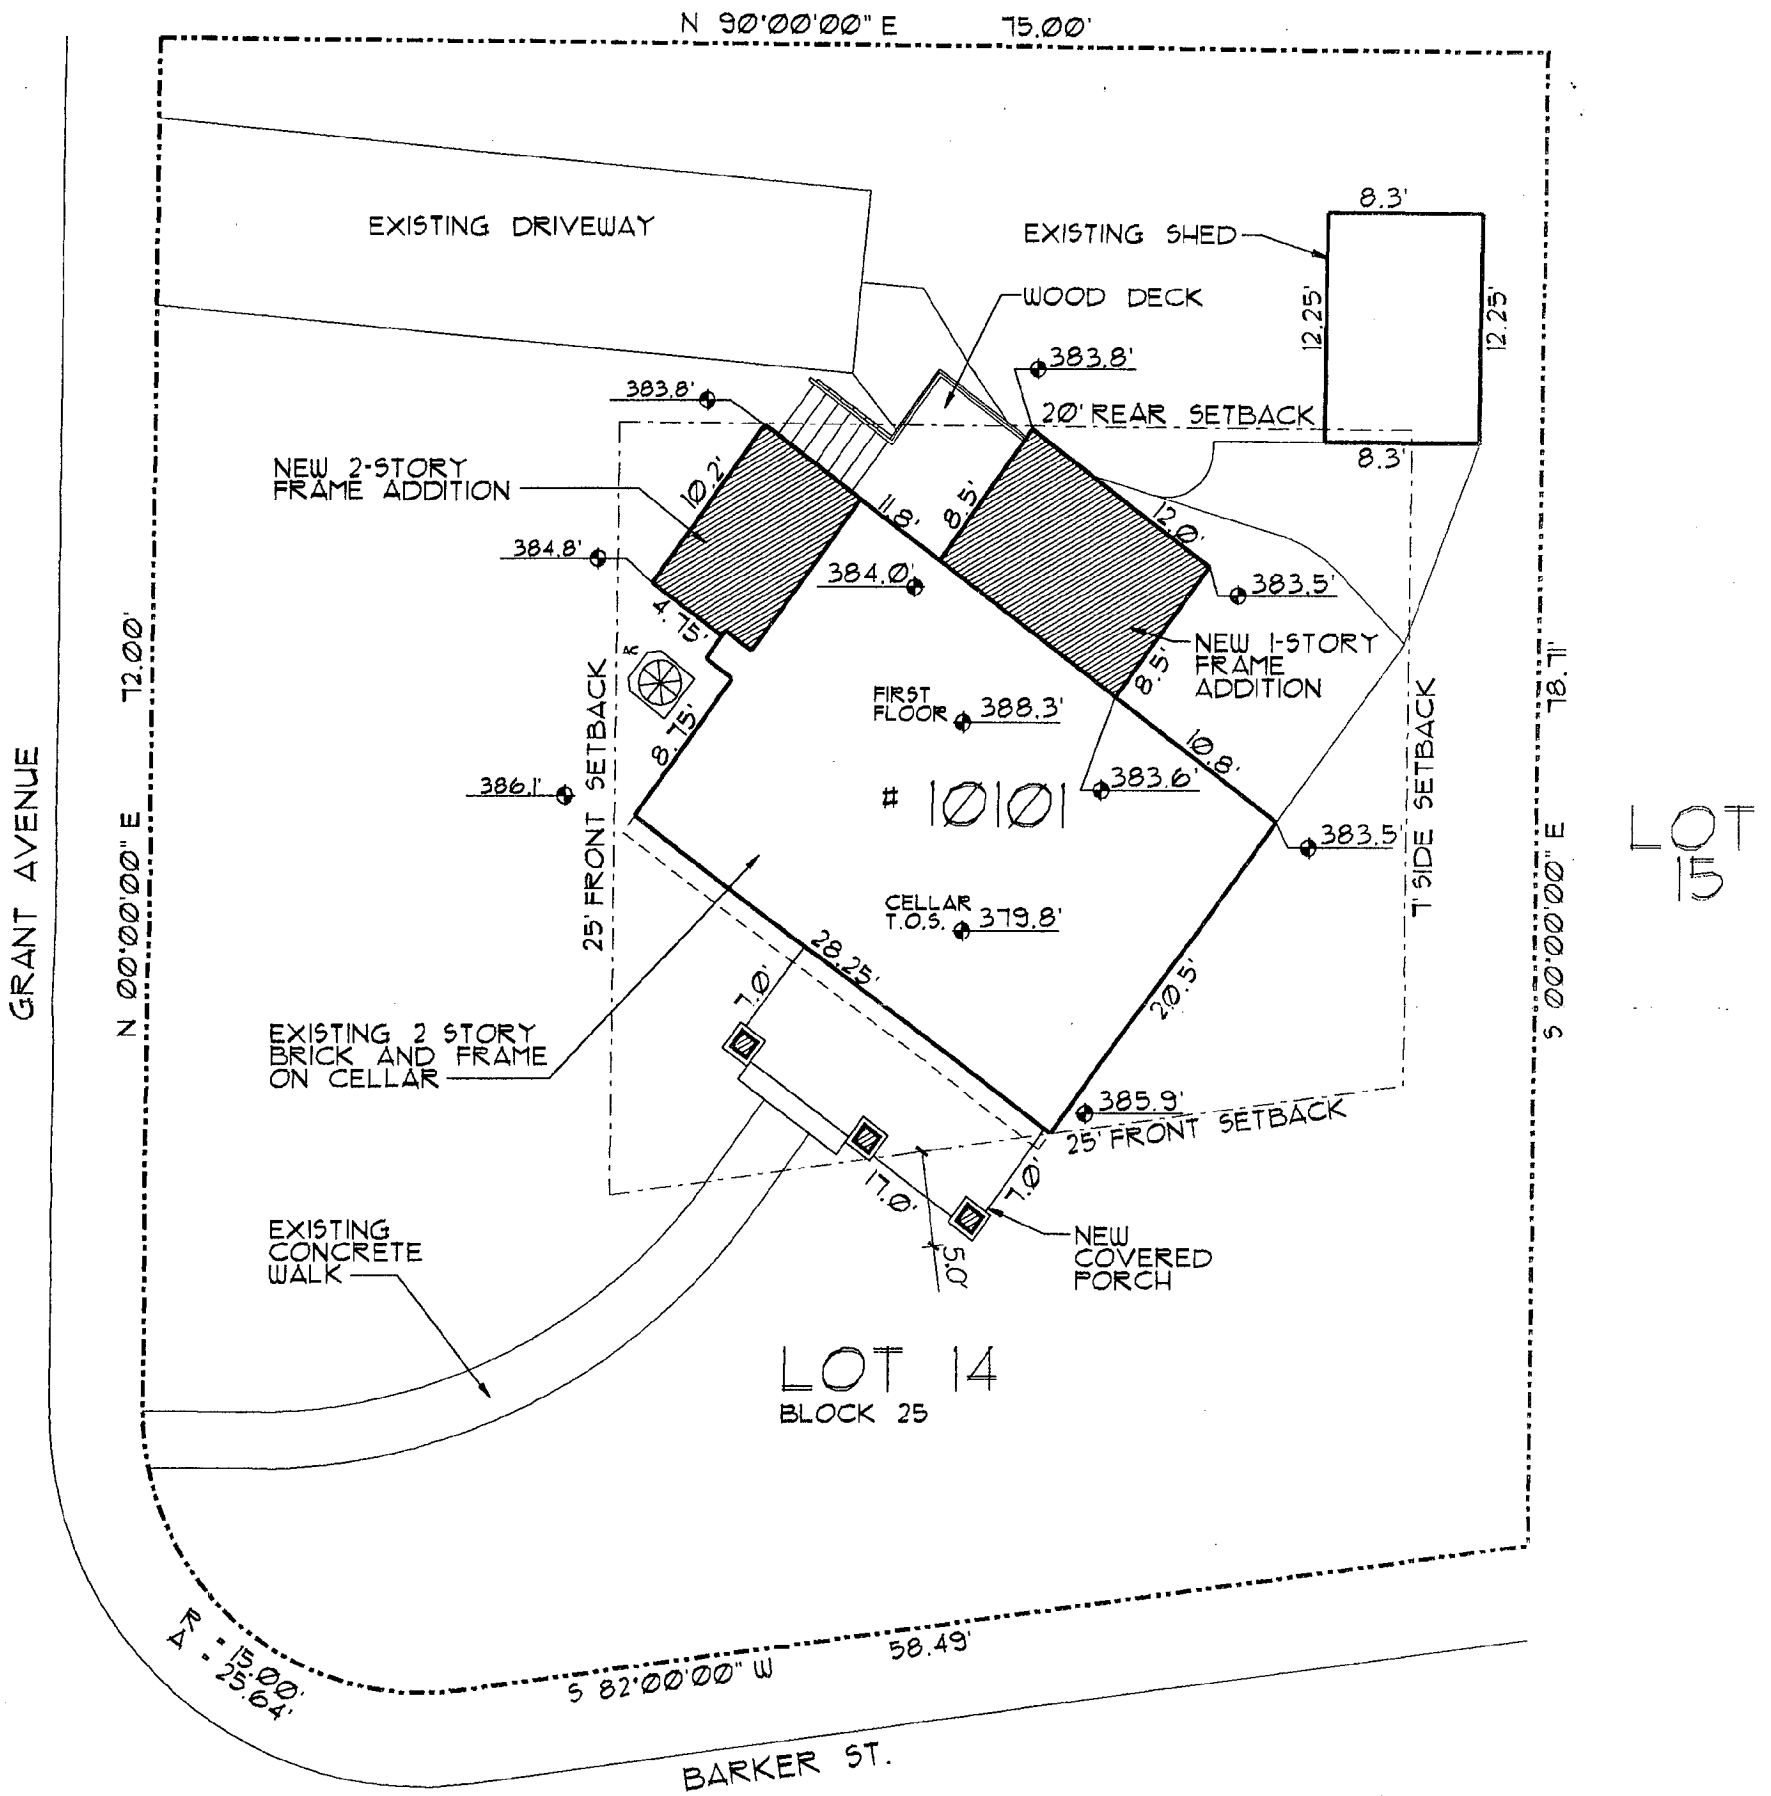 N 90°00'00" E 75.00'
EXISTING DRIVEWAY
8.3'
EXISTING SHED
12.25'
12.25'
WOOD DECK
383.8'
383.8'
20' REAR SETBACK
8.3'
NEW 2-STORY
FRAME ADDITION
10.2'
11.8'
8.5'
12.0'
384.8'
384.0'
383.5'
4.75'
AC
NEW 1-STORY
FRAME
ADDITION
8.5'
72.00'
78.71'
FIRST
FLOOR
388.3'
8.75'
10.8'
25' FRONT SETBACK
7' SIDE SETBACK
386.1'
# 10101
383.6'
383.5'
GRANT AVENUE
N 00°00'00" E
S 00°00'00" E
LOT
15
CELLAR
T.O.S.
379.8'
28.25'
7.0'
20.5'
EXISTING 2 STORY
BRICK AND FRAME
ON CELLAR
385.9'
25' FRONT SETBACK
17.0'
7.0'
5.0'
EXISTING
CONCRETE
WALK
NEW
COVERED
PORCH
LOT 14
BLOCK 25
R = 15.00'
A = 25.64'
S 82°00'00" W
58.49'
BARKER ST.